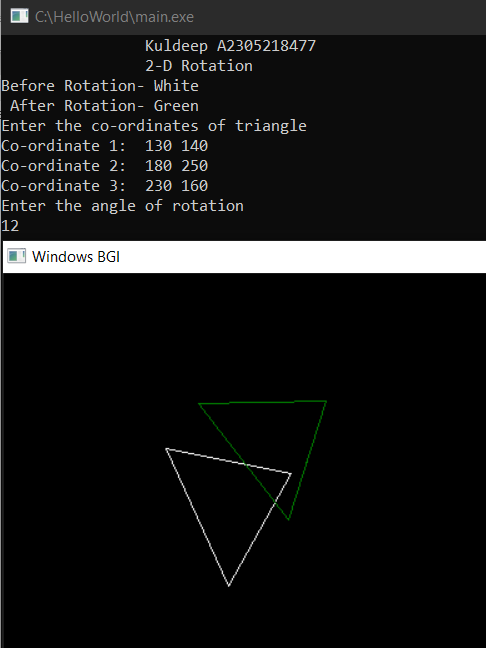 C:\HelloWorld\main.exe
Kuldeep A2305218477
2-D Rotation
Before Rotation- White
After Rotation- Green
Enter the co-ordinates of triangle
Co-ordinate 1:  130 140
Co-ordinate 2:  180 250
Co-ordinate 3:  230 160
Enter the angle of rotation
12
Windows BGI